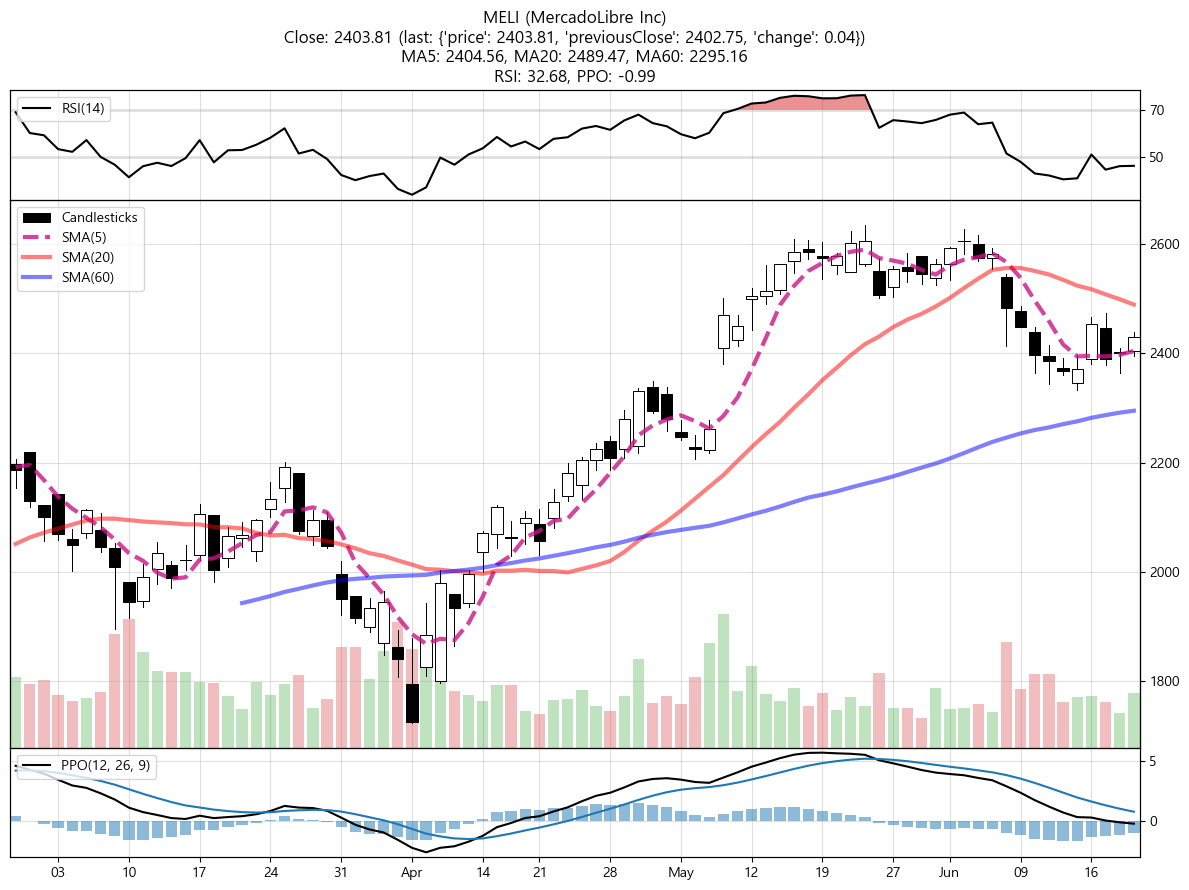 MELI (MercadoLibre Inc)
Close: 2403.81 (last: {'price': 2403.81, 'previousClose': 2402.75, 'change': 0.04})
MA5: 2404.56, MA20: 2489.47, MA60: 2295.16
RSI: 32.68, PPO: -0.99
RSI(14)
70
50
Candlesticks
SMA(5)
SMA(20)
SMA(60)
2600
2400
2200
2000
1800
PPO(12, 26, 9)
5
0
03 10 17 24 31 Apr 14 21 28 May 12 19 27 Jun 09 16